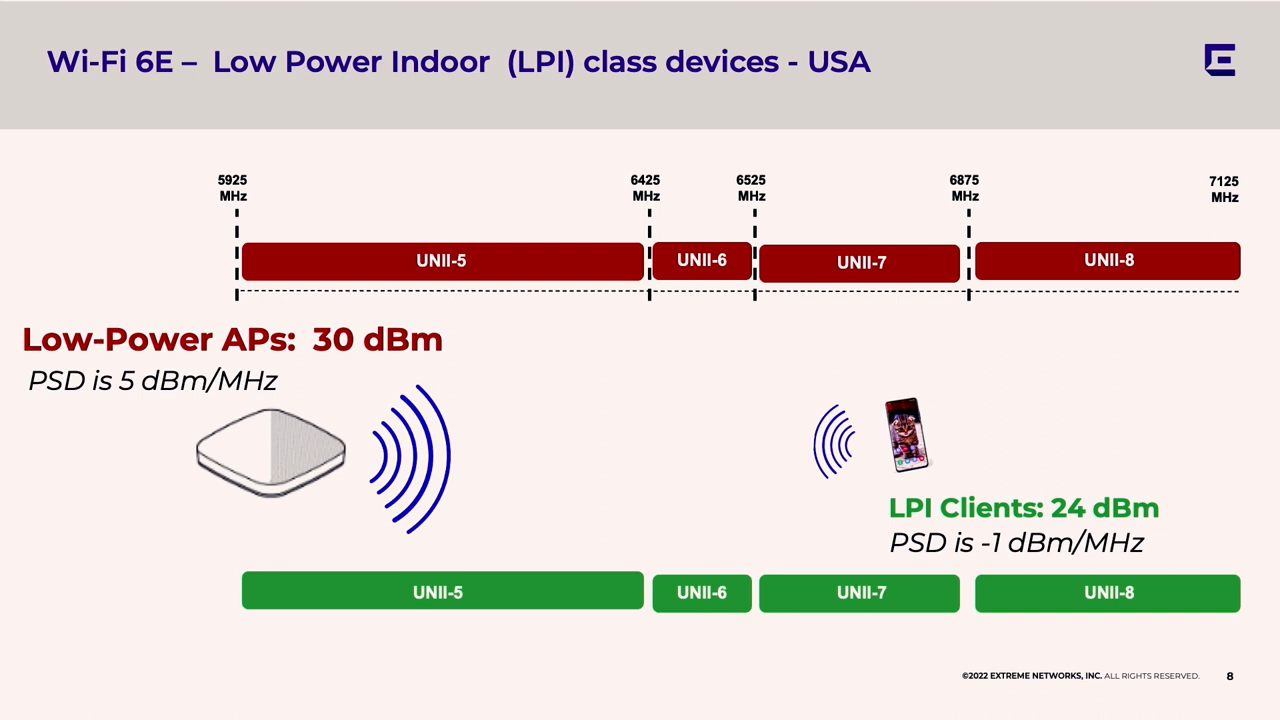 Wi-Fi 6E – Low Power Indoor (LPI) class devices - USA
5925 MHz
6425 MHz
6525 MHz
6875 MHz
7125 MHz
UNII-5
UNII-6
UNII-7
UNII-8
Low-Power APs: 30 dBm
PSD is 5 dBm/MHz
LPI Clients: 24 dBm
PSD is -1 dBm/MHz
UNII-5
UNII-6
UNII-7
UNII-8
©2022 EXTREME NETWORKS, INC. ALL RIGHTS RESERVED.
8